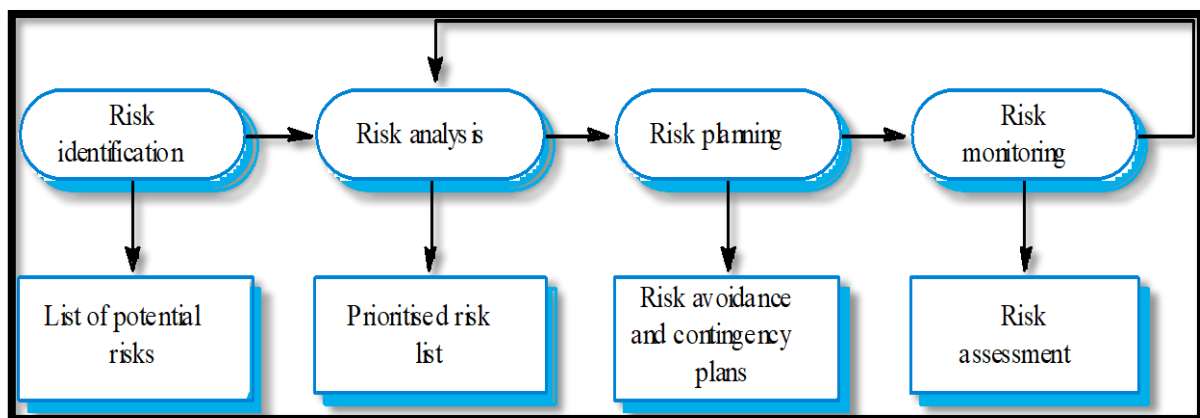 Risk
identification
Risk analysis
Risk planning
Risk
monitoring
List of potential
risks
Prioritised risk
list
Risk avoidance
and contingency
plans
Risk
assessment